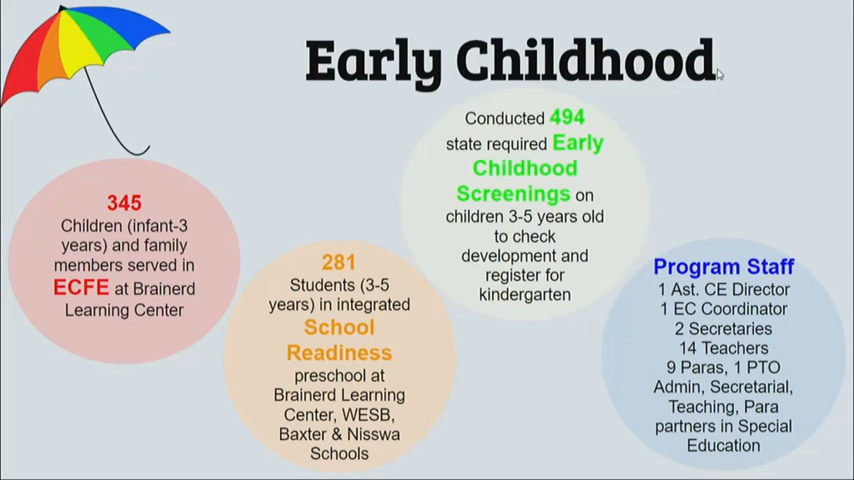 Early Childhood
345
Children (infant-3
years) and family
members served in
ECFE at Brainerd
Learning Center
281
Students (3-5
years) in integrated
School
Readiness
preschool at
Brainerd Learning
Center, WESB,
Baxter & Nisswa
Schools
Conducted 494
state required Early
Childhood
Screenings on
children 3-5 years old
to check
development and
register for
kindergarten
Program Staff
1 Ast. CE Director
1 EC Coordinator
2 Secretaries
14 Teachers
9 Paras, 1 PTO
Admin, Secretarial,
Teaching, Para
partners in Special
Education